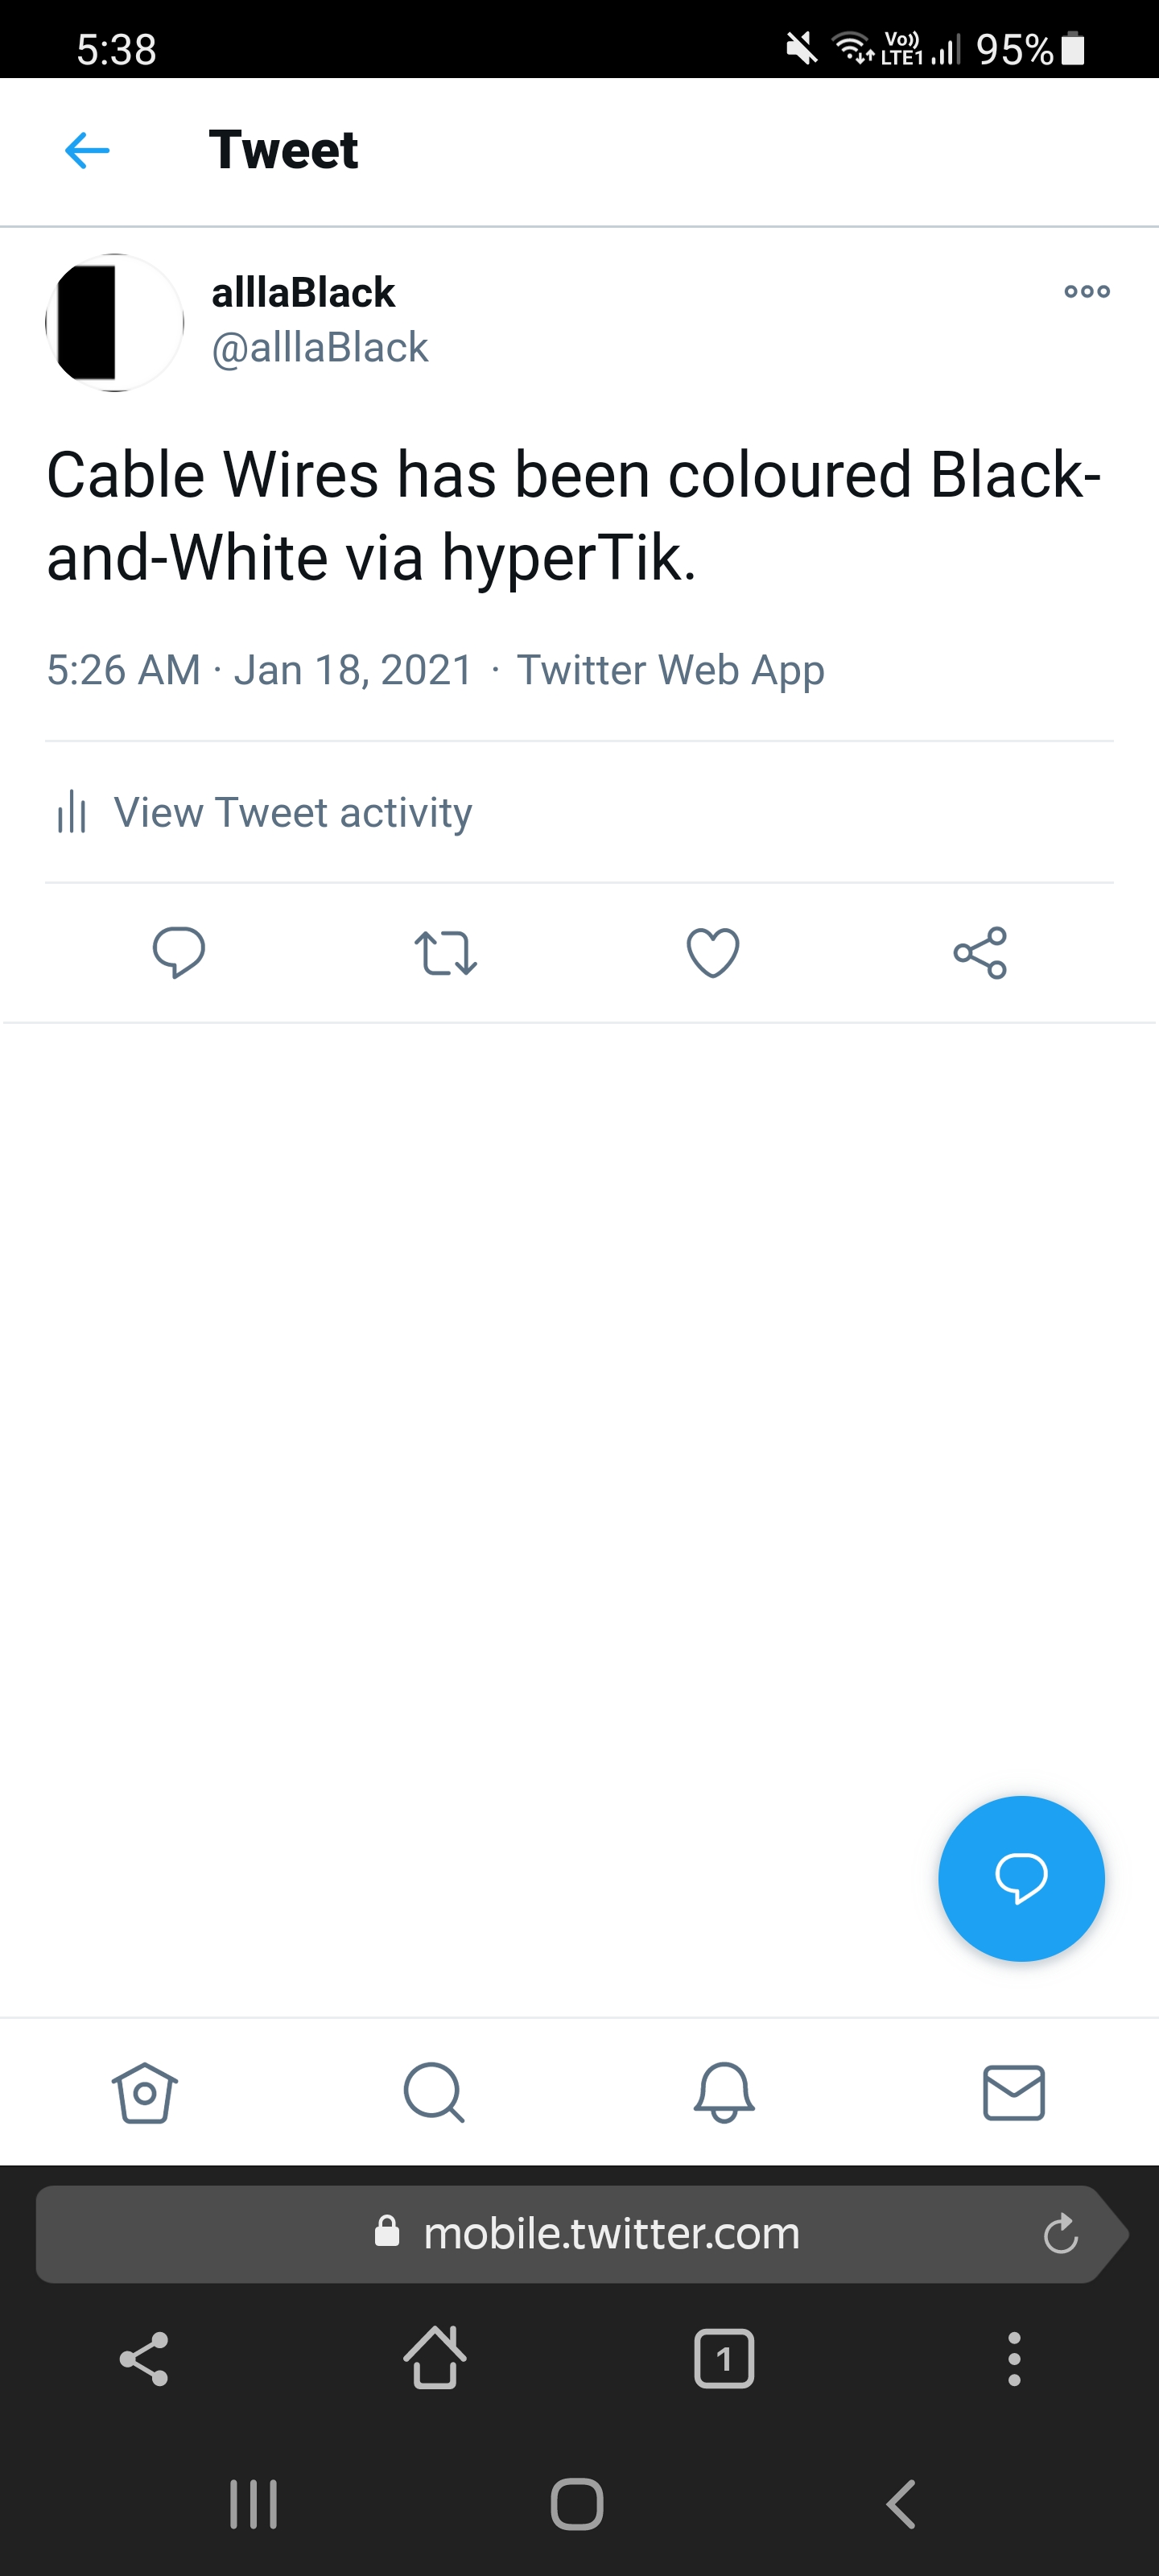 5:38
Vo)) LTE1 95%
Tweet
alllaBlack
@alllaBlack
Cable Wires has been coloured Black-
and-White via hyperTik.
5:26 AM · Jan 18, 2021 · Twitter Web App
View Tweet activity
mobile.twitter.com
1